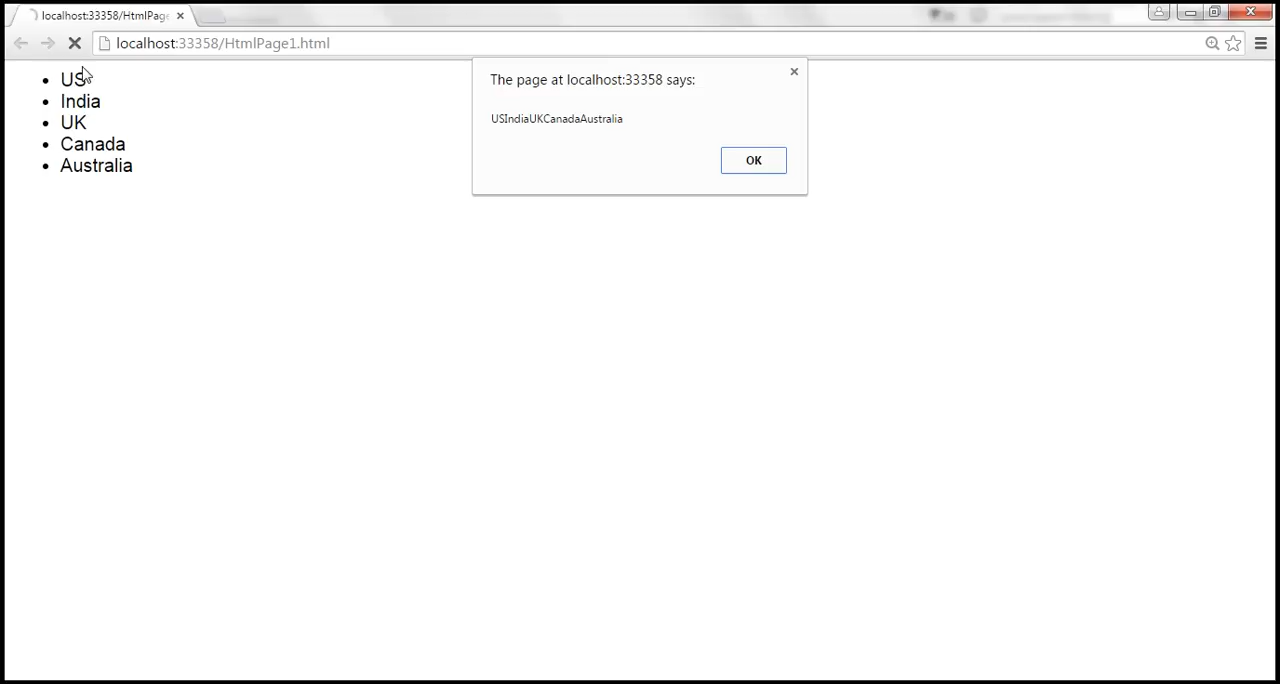 localhost:33358/HtmlPage
localhost:33358/HtmlPage1.html
US
India
UK
Canada
Australia
The page at localhost:33358 says:
USIndiaUKCanadaAustralia
OK